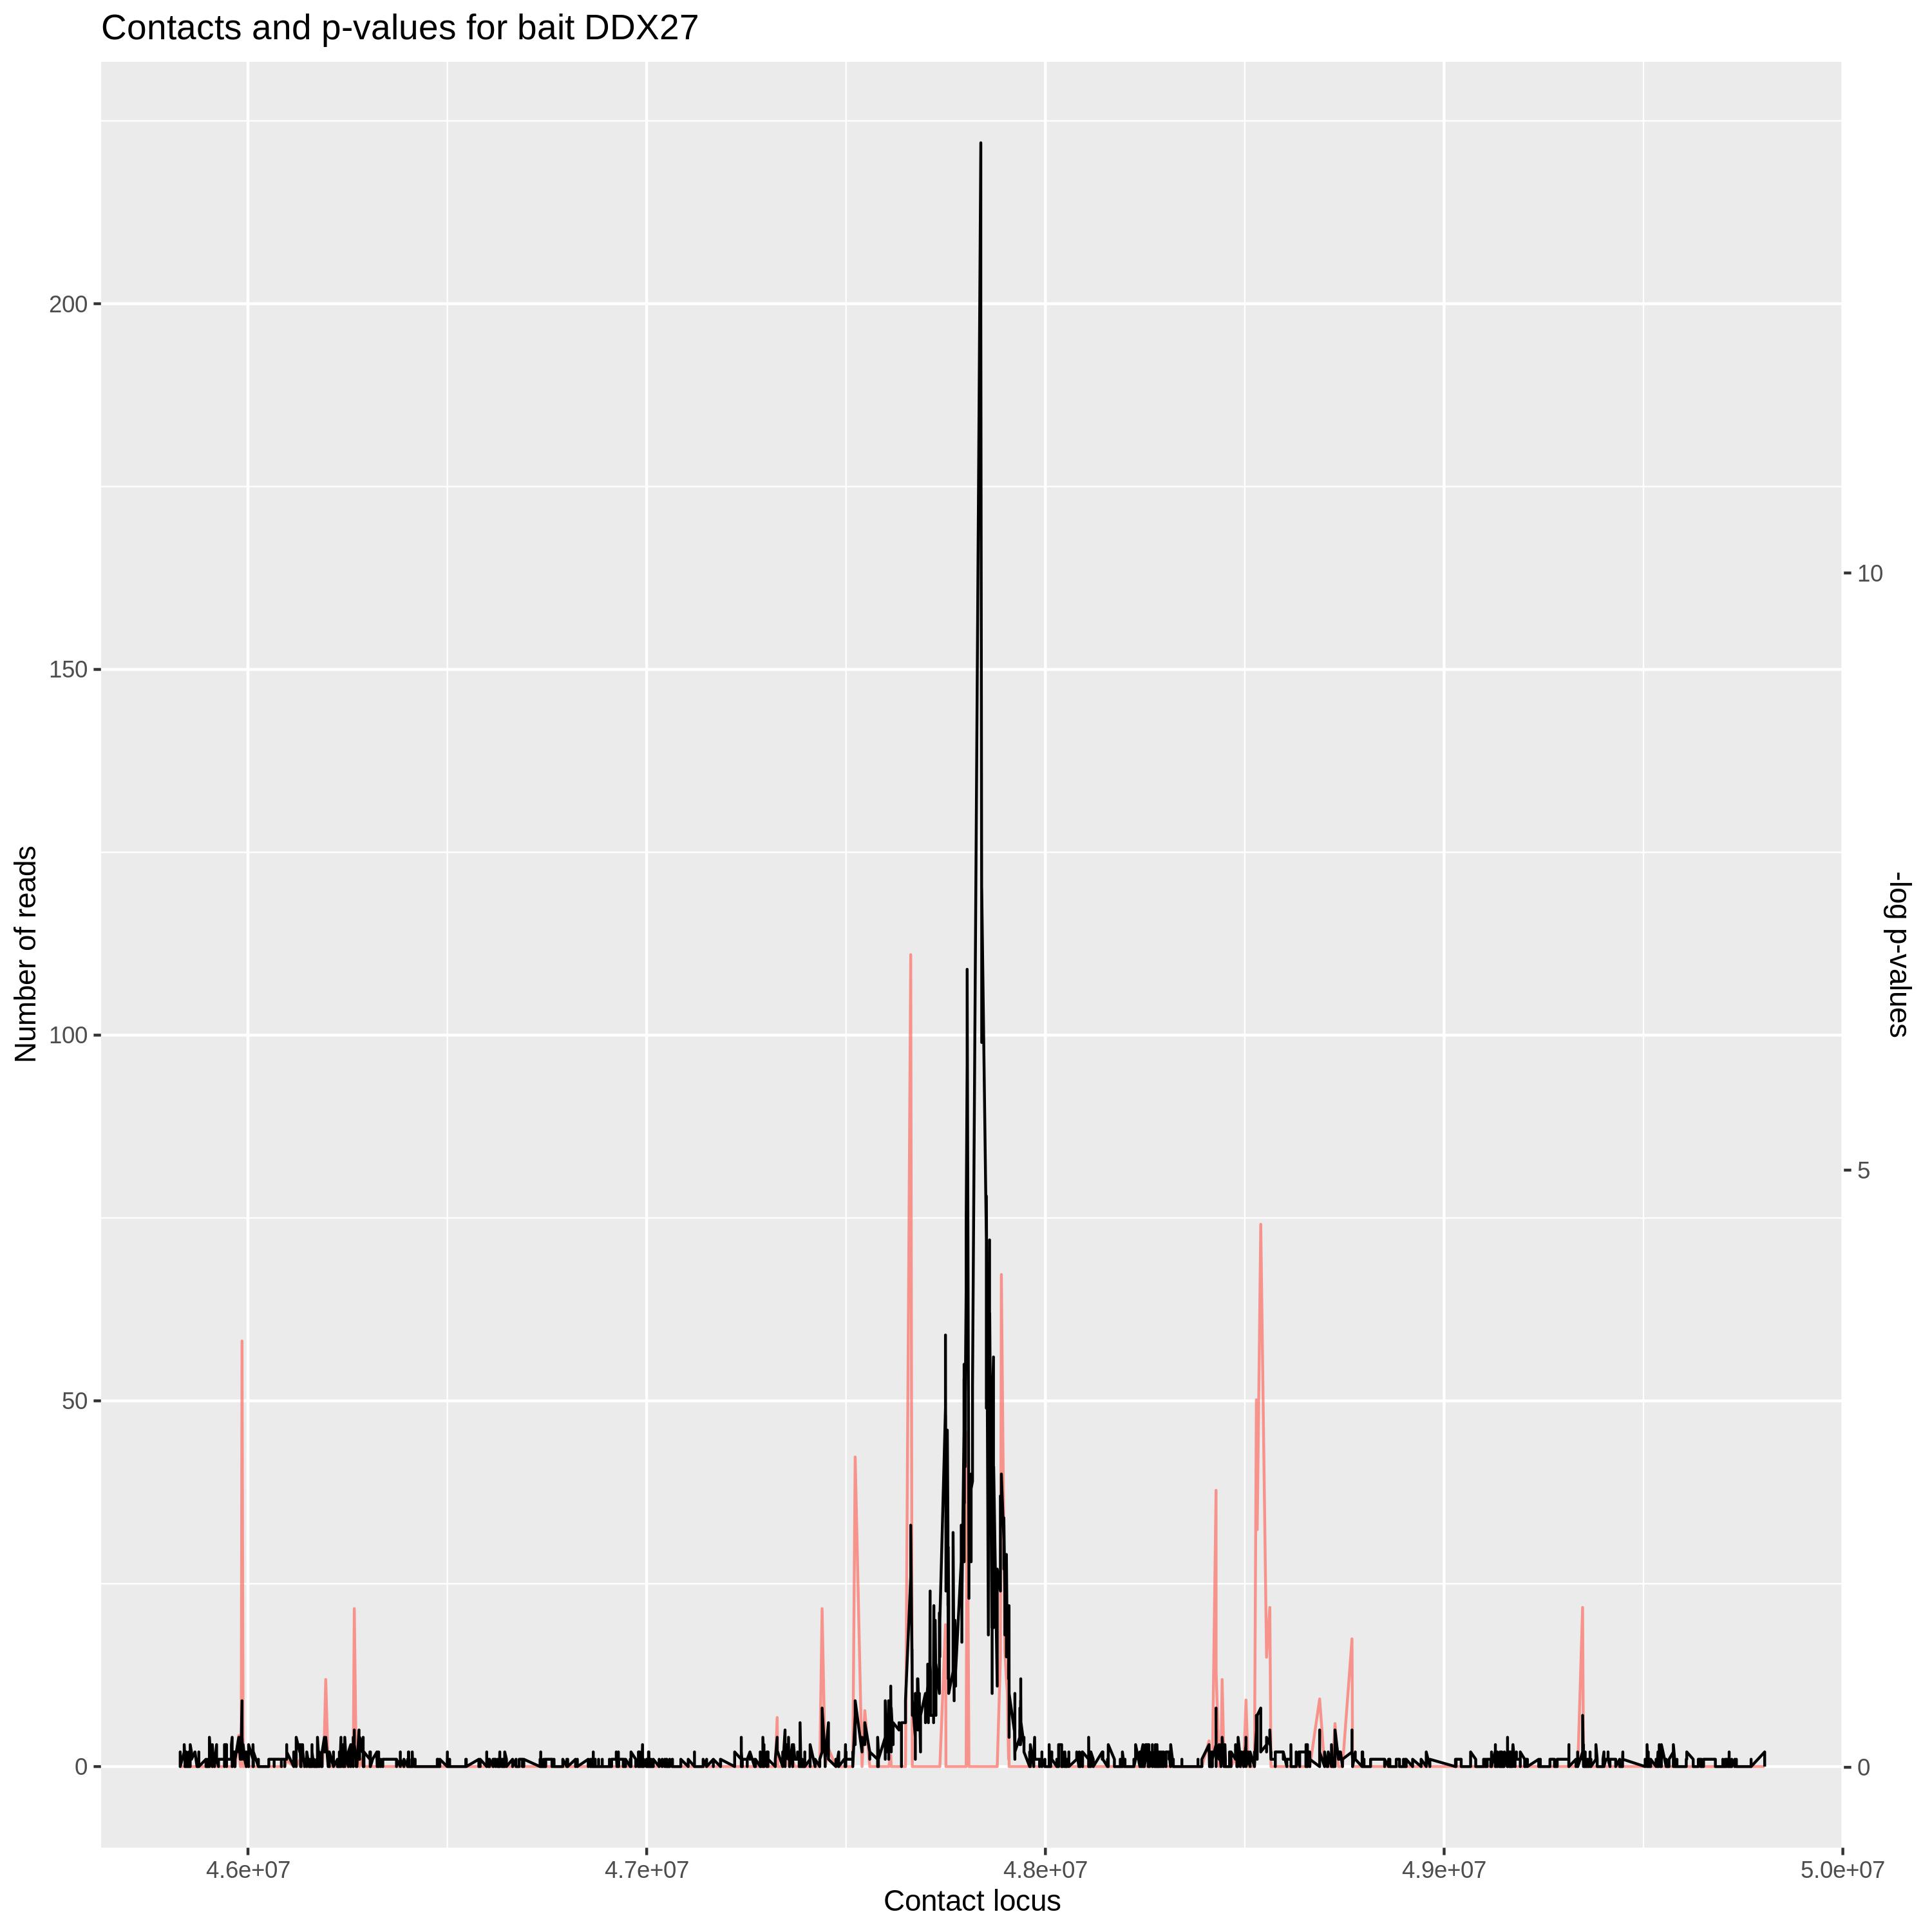 Contacts and p-values for bait DDX27
200
150
100
50
0
Number of reads
10
5
0
-log p-values
4.6e+07 4.7e+07 4.8e+07 4.9e+07 5.0e+07
Contact locus